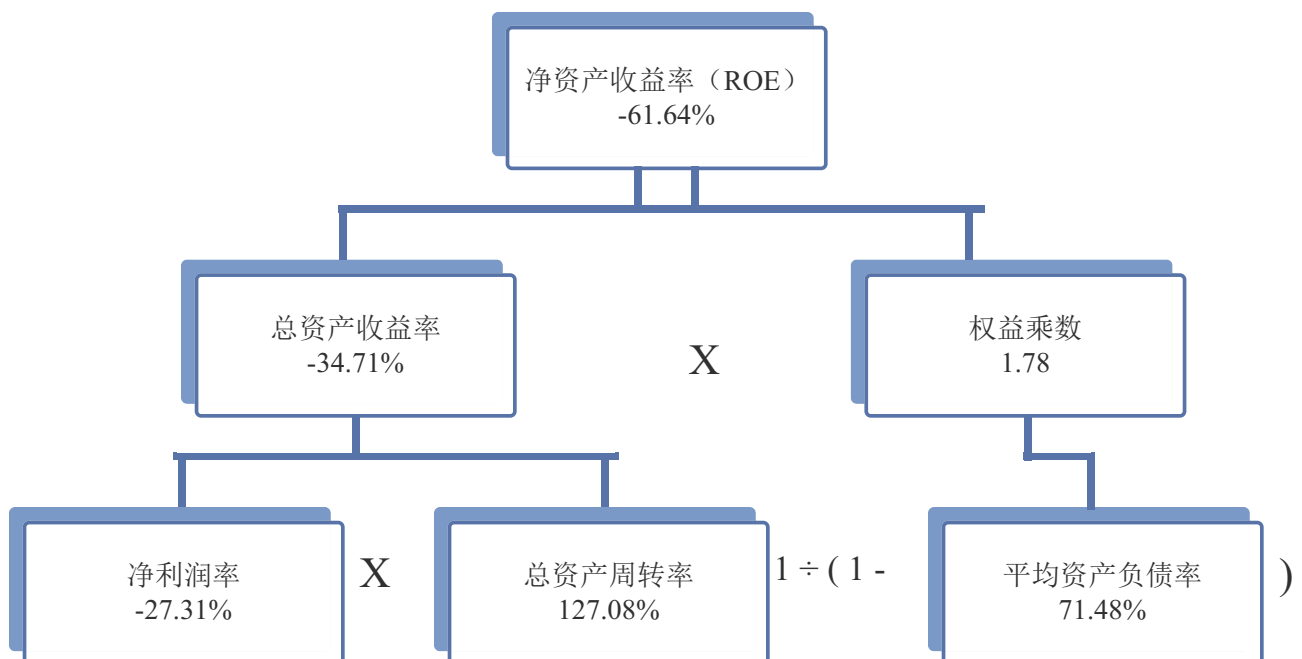 净资产收益率（ROE）
-61.64%
总资产收益率
-34.71%
X
权益乘数
1.78
净利润率
-27.31%
X
总资产周转率
127.08%
1 ÷ ( 1 -
平均资产负债率
71.48%
)